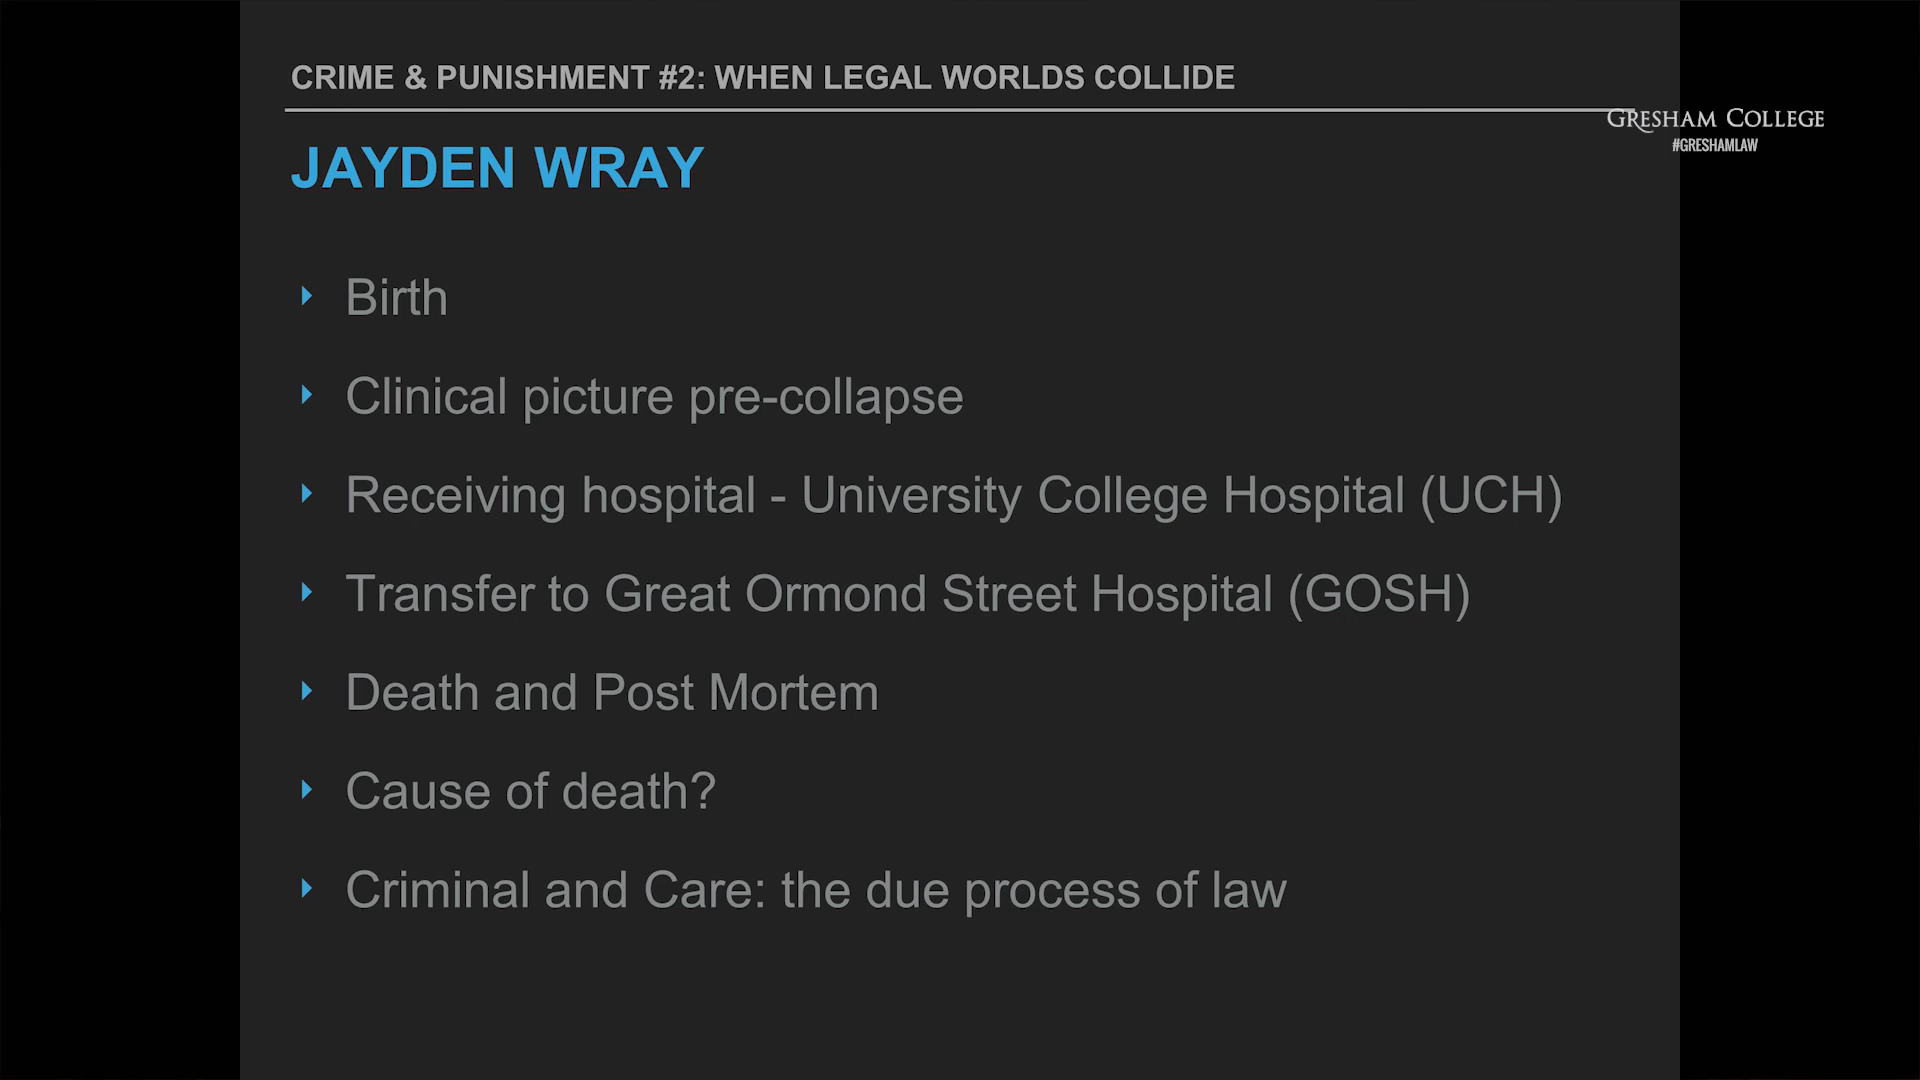 CRIME & PUNISHMENT #2: WHEN LEGAL WORLDS COLLIDE
GRESHAM COLLEGE
#GRESHAMLAW
JAYDEN WRAY
Birth
Clinical picture pre-collapse
Receiving hospital - University College Hospital (UCH)
Transfer to Great Ormond Street Hospital (GOSH)
Death and Post Mortem
Cause of death?
Criminal and Care: the due process of law